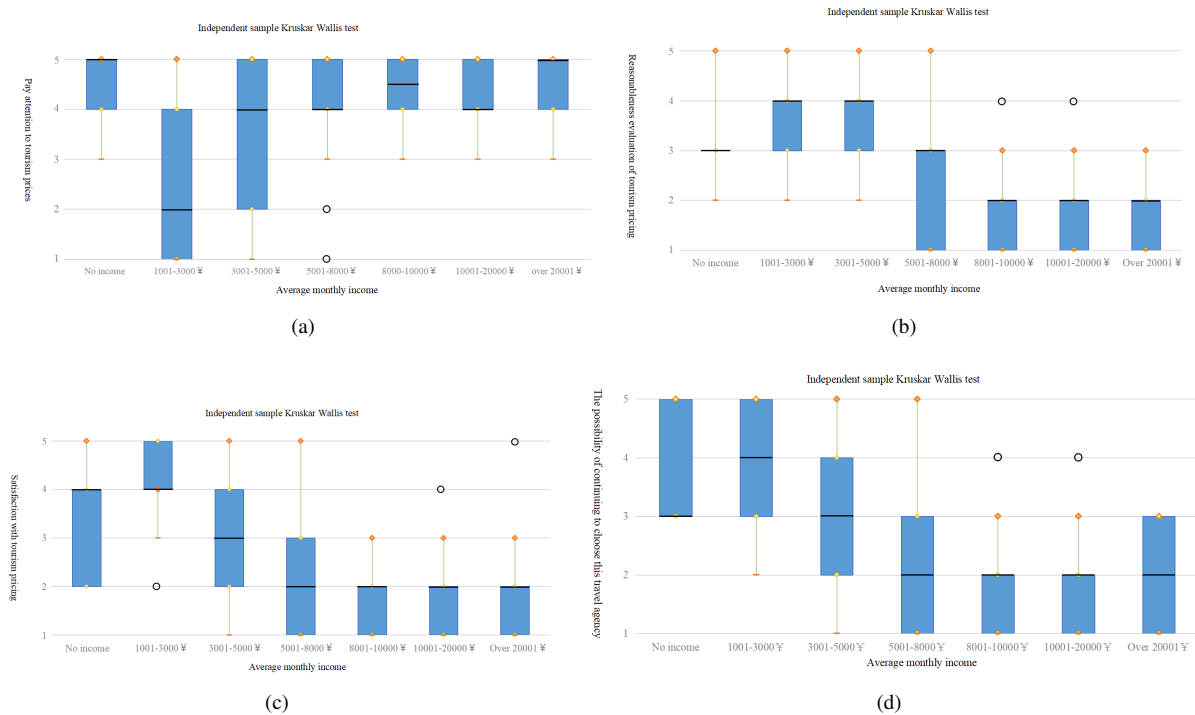 Independent sample Kruskar Wallis test
Pay attention to tourism prices
5
4
3
2
1
No income 1001-3000 ¥ 3001-5000 ¥ 5001-8000 ¥ 8000-10000 ¥ 10001-20000 ¥ over 20001 ¥
Average monthly income
(a)
Independent sample Kruskar Wallis test
Reasonableness evaluation of tourism pricing
5
4
3
2
1
No income 1001-3000 ¥ 3001-5000 ¥ 5001-8000 ¥ 8001-10000 ¥ 10001-20000 ¥ Over 20001 ¥
Average monthly income
(b)
Independent sample Kruskar Wallis test
Satisfaction with tourism pricing
5
4
3
2
1
No income 1001-3000 ¥ 3001-5000 ¥ 5001-8000 ¥ 8001-10000 ¥ 10001-20000 ¥ Over 20001 ¥
Average monthly income
(c)
Independent sample Kruskar Wallis test
The possibility of continuing to choose this travel agency
5
4
3
2
1
No income 1001-3000 ¥ 3001-5000 ¥ 5001-8000 ¥ 8001-10000 ¥ 10001-20000 ¥ Over 20001 ¥
Average monthly income
(d)